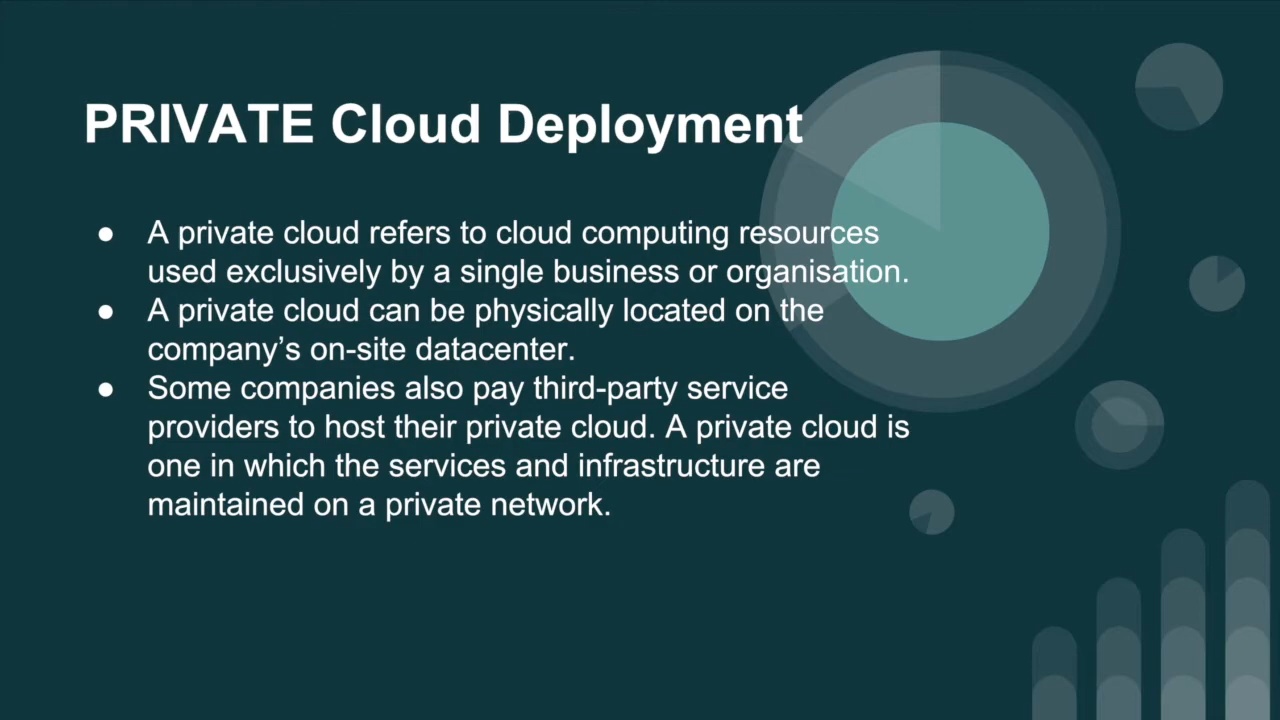 PRIVATE Cloud Deployment
● A private cloud refers to cloud computing resources
used exclusively by a single business or organisation.
● A private cloud can be physically located on the
company’s on-site datacenter.
● Some companies also pay third-party service
providers to host their private cloud. A private cloud is
one in which the services and infrastructure are
maintained on a private network.